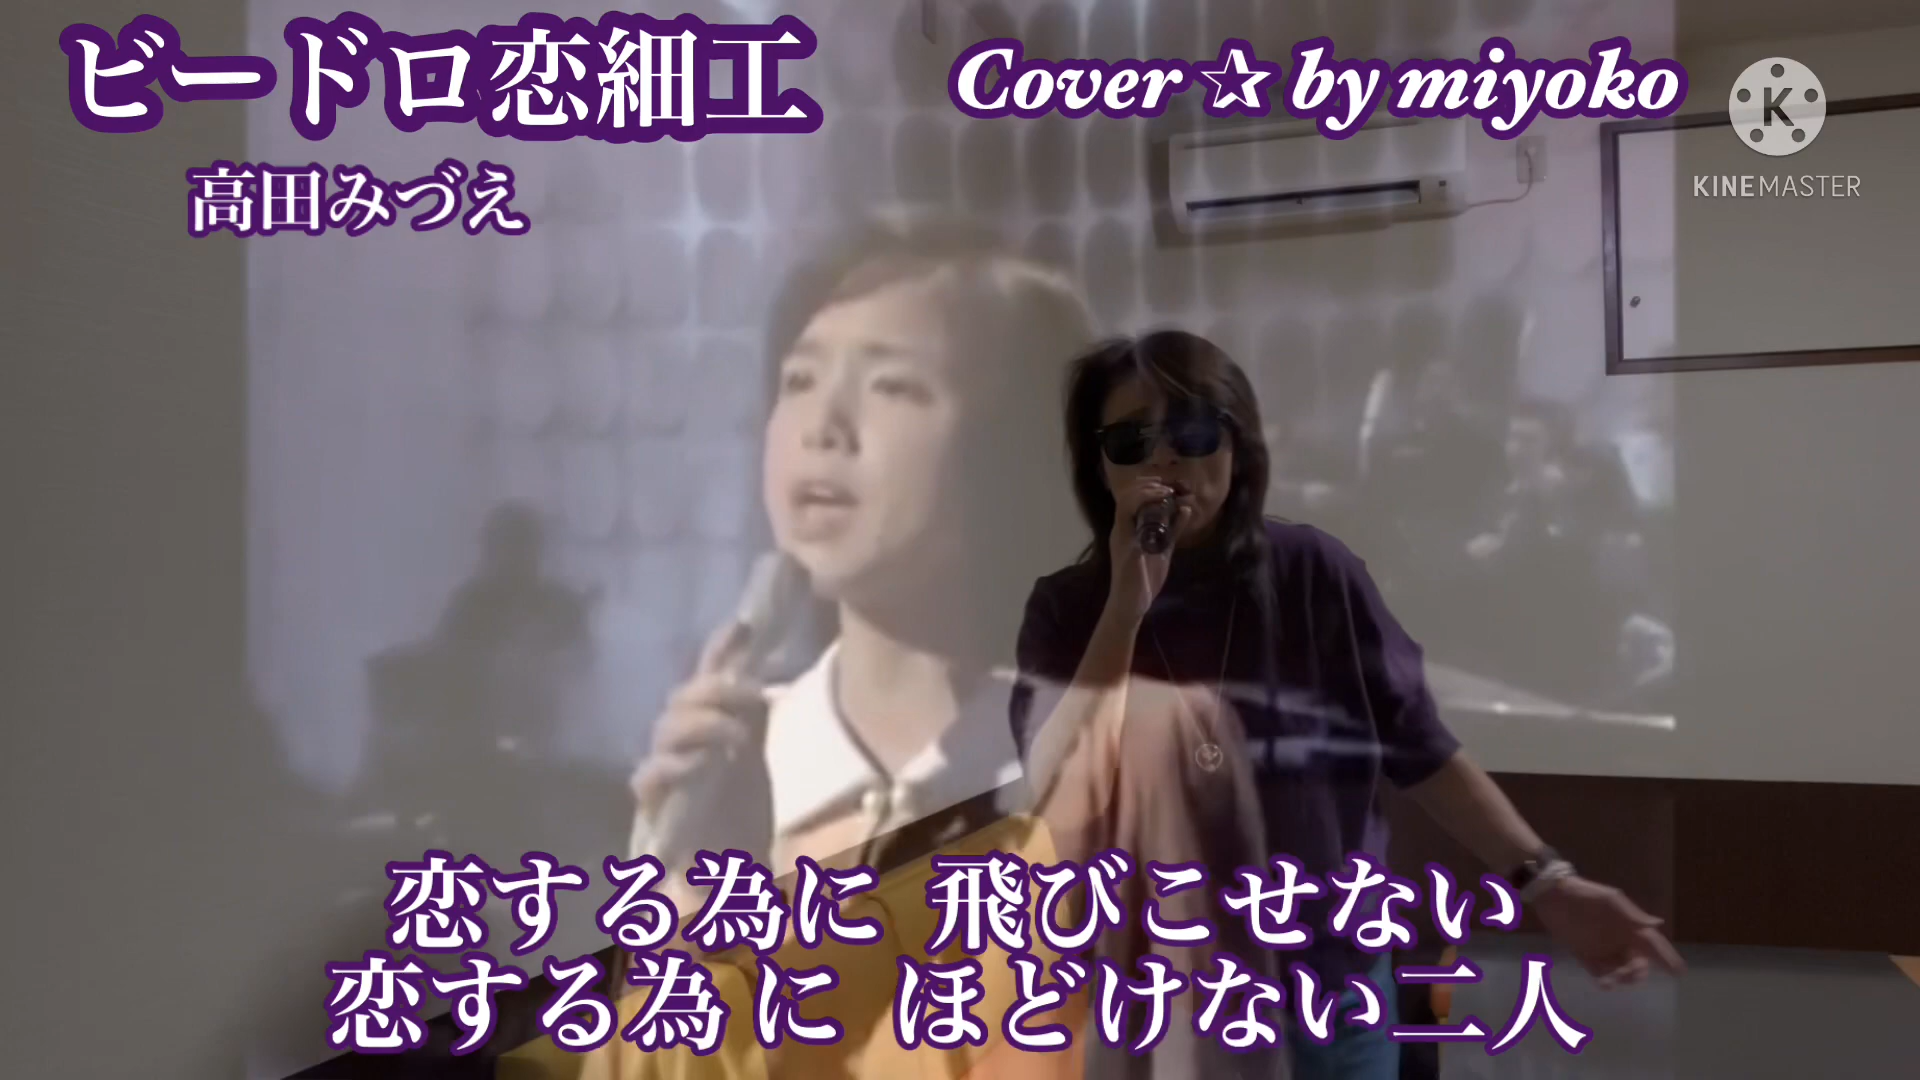 ビードロ恋細工
Cover ☆ by miyoko
高田みづえ
K
KINEMASTER
恋する為に 飛びこせない
恋する為に ほどけない二人